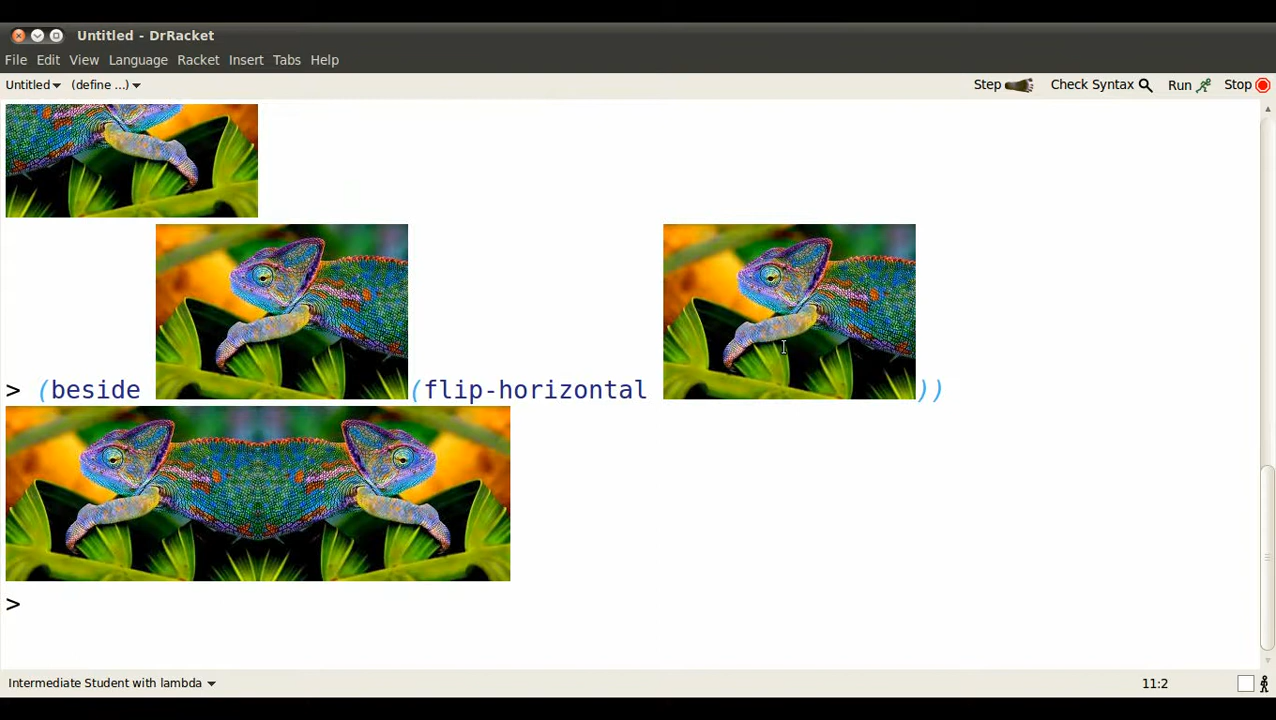 Untitled - DrRacket
File Edit View Language Racket Insert Tabs Help
Untitled (define ...) Step Check Syntax Run Stop
> (beside (flip-horizontal ))
>
Intermediate Student with lambda 11:2